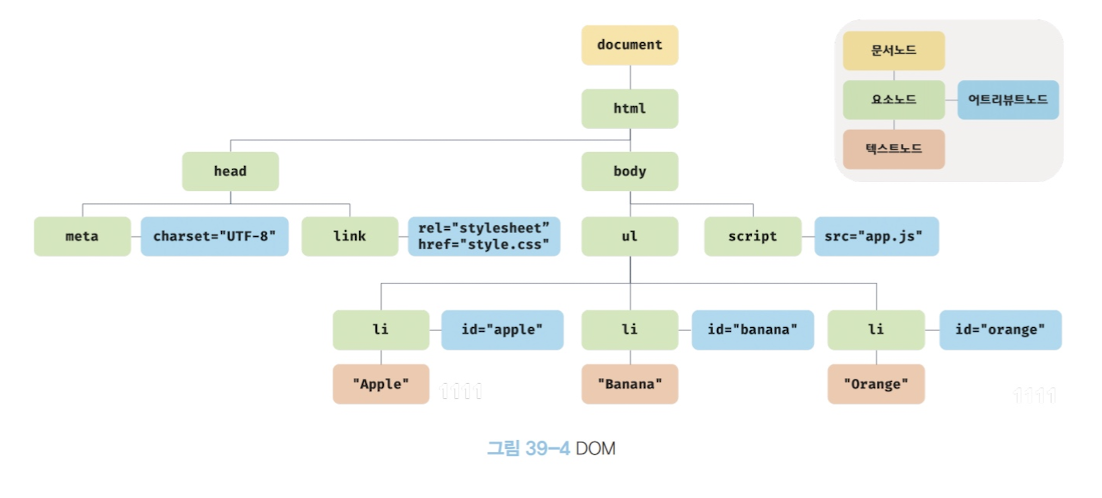 document
문서노드
요소노드
어트리뷰트노드
텍스트노드
html
head
body
meta
charset="UTF-8"
link
rel="stylesheet”
href="style.css"
ul
script
src="app.js"
li
id="apple"
li
id="banana"
li
id="orange"
"Apple"
1111
"Banana"
"Orange"
1111
그림 39–4 DOM